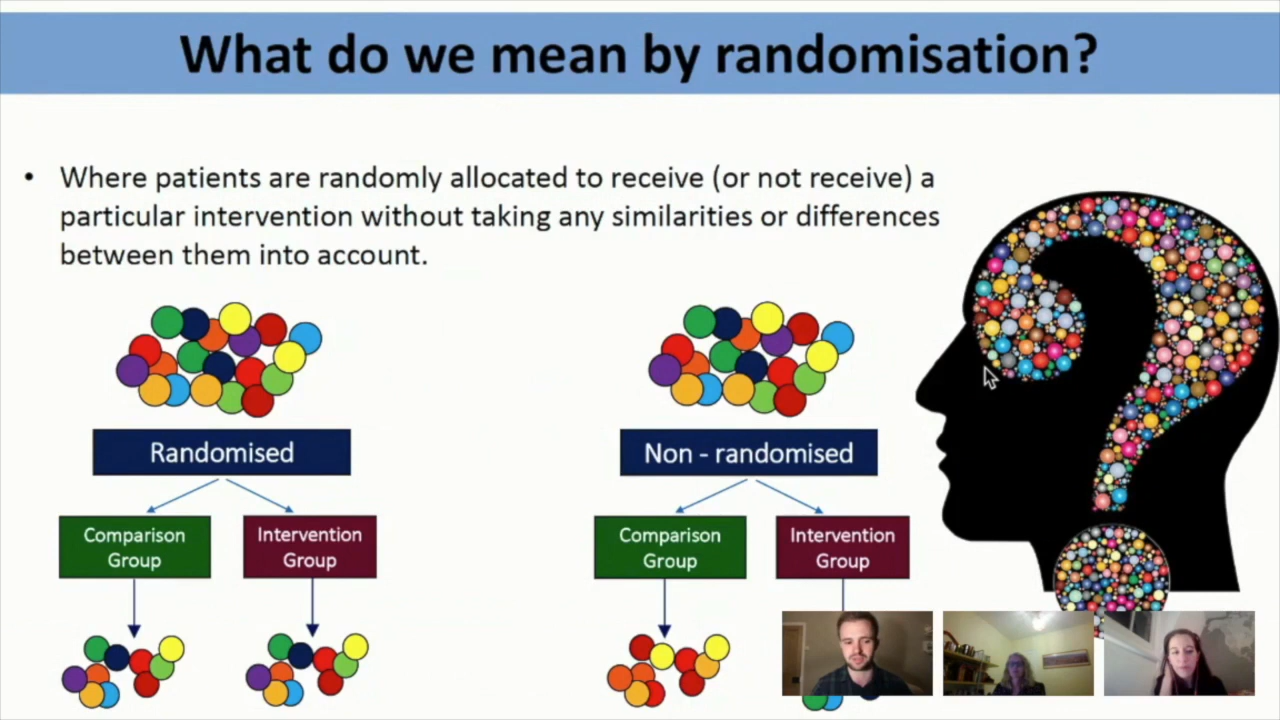 What do we mean by randomisation?
• Where patients are randomly allocated to receive (or not receive) a
particular intervention without taking any similarities or differences
between them into account.
Randomised
Comparison
Group
Intervention
Group
Non - randomised
Comparison
Group
Intervention
Group